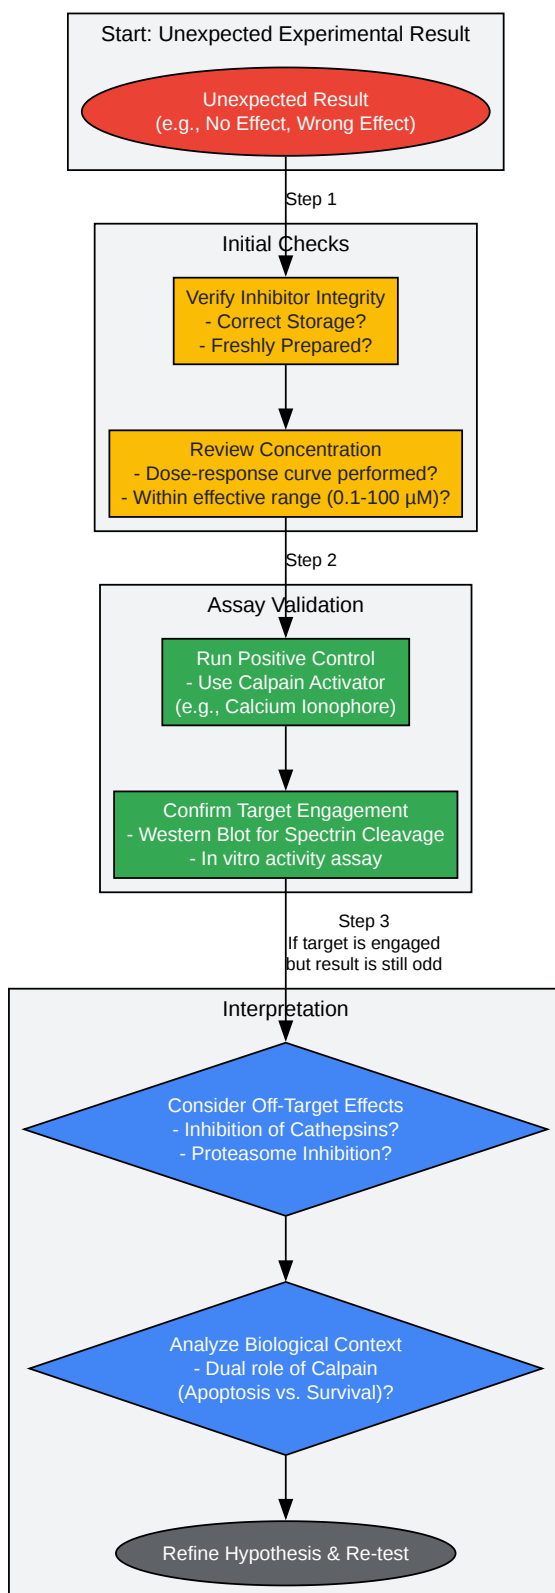 Start: Unexpected Experimental Result
Unexpected Result
(e.g., No Effect, Wrong Effect)
Step 1
Initial Checks
Verify Inhibitor Integrity
- Correct Storage?
- Freshly Prepared?
Review Concentration
- Dose-response curve performed?
- Within effective range (0.1-100 µM)?
Step 2
Assay Validation
Run Positive Control
- Use Calpain Activator
(e.g., Calcium Ionophore)
Confirm Target Engagement
- Western Blot for Spectrin Cleavage
- In vitro activity assay
Step 3
If target is engaged
but result is still odd
Interpretation
Consider Off-Target Effects
- Inhibition of Cathepsins?
- Proteasome Inhibition?
Analyze Biological Context
- Dual role of Calpain
(Apoptosis vs. Survival)?
Refine Hypothesis & Re-test